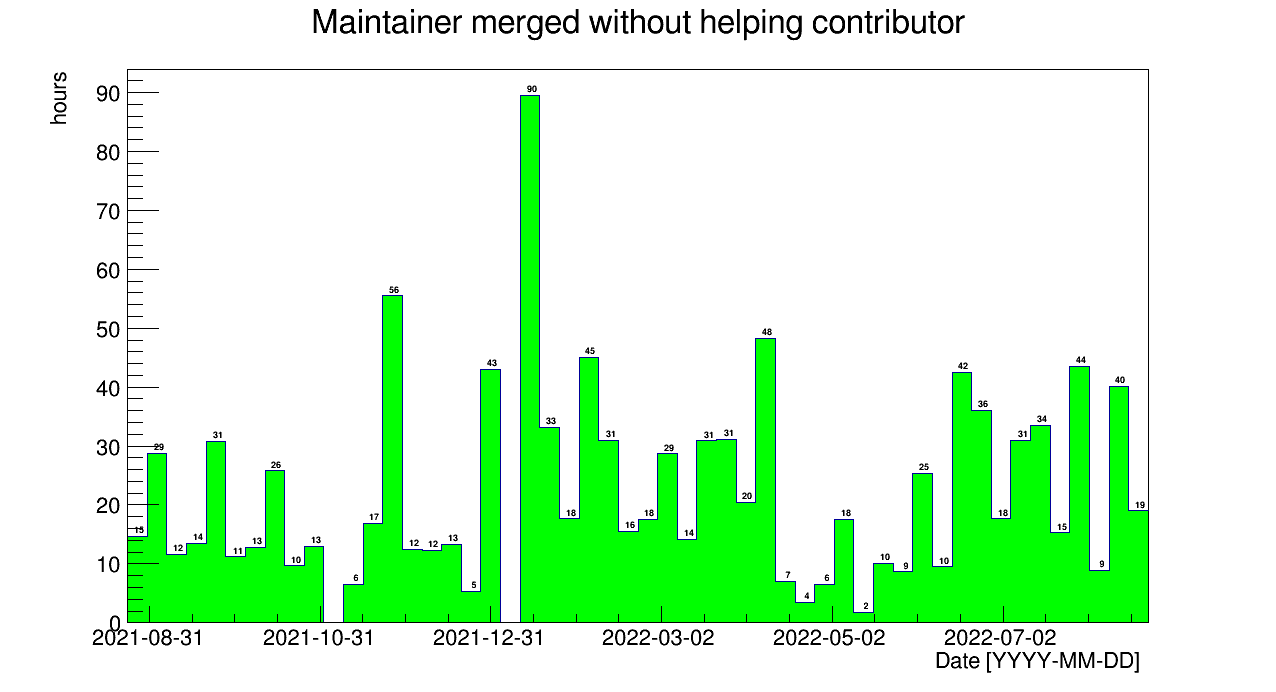 Maintainer merged without helping contributor
hours
90
80
70
60
50
40
30
20
10
0
15 29 12 14 31 11 13 26 10 13 6 17 56 12 12 13 5 43 90 33 18 45 31 16 18 29 14 31 31 20 48 7 4 6 18 2 10 9 25 10 42 36 18 31 34 15 44 9 40 19
2021-08-31 2021-10-31 2021-12-31 2022-03-02 2022-05-02 2022-07-02
Date [YYYY-MM-DD]